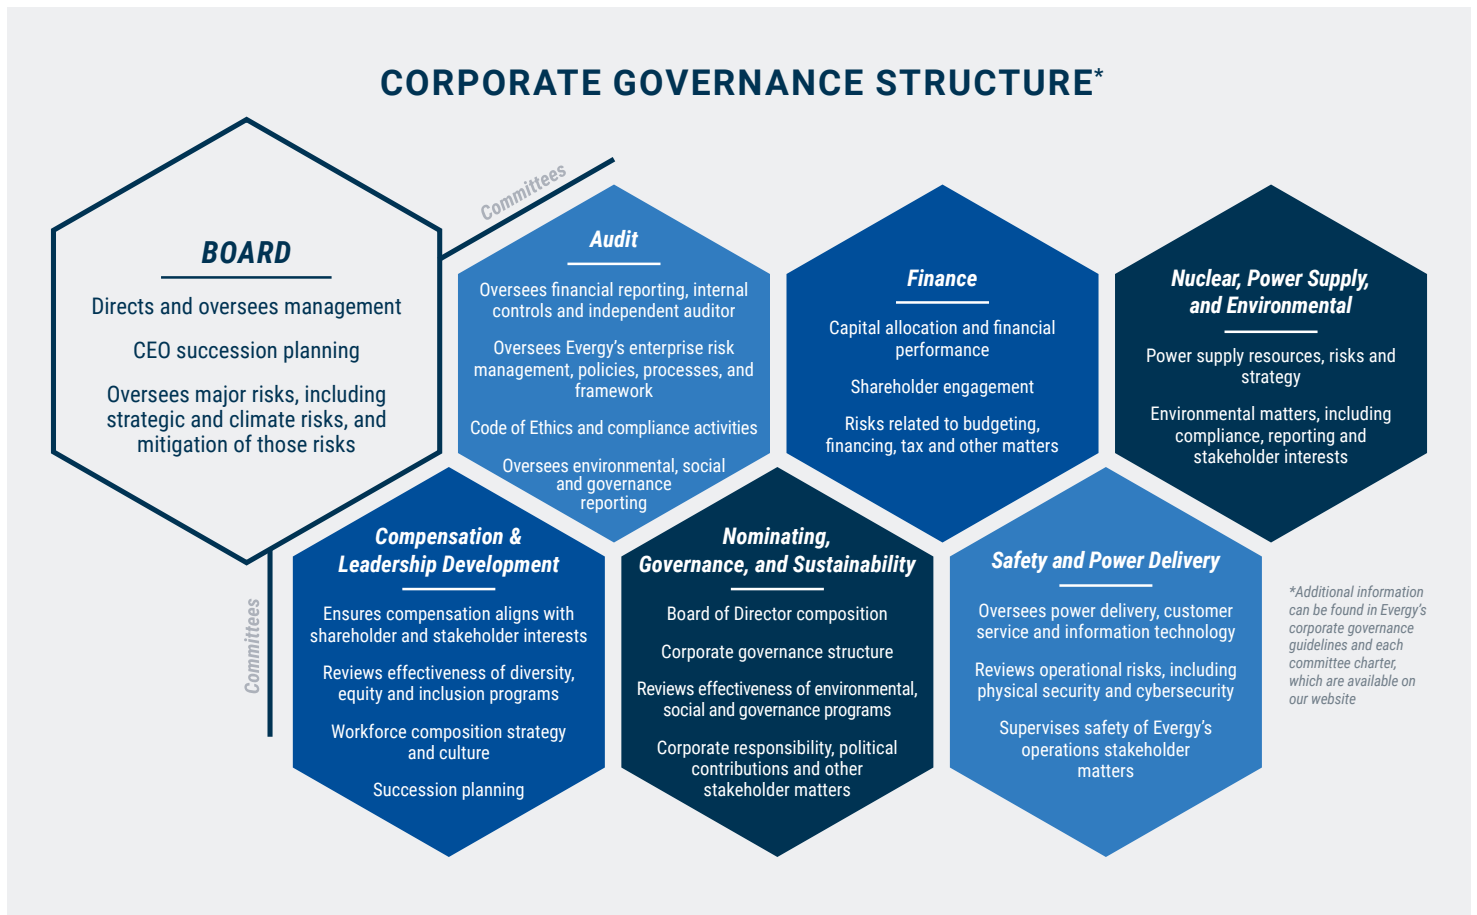 CORPORATE GOVERNANCE STRUCTURE*
BOARD
Directs and oversees management
CEO succession planning
Oversees major risks, including
strategic and climate risks, and
mitigation of those risks
Committees
Audit
Oversees financial reporting, internal
controls and independent auditor
Oversees Evergy’s enterprise risk
management, policies, processes, and
framework
Code of Ethics and compliance activities
Oversees environmental, social
and governance
reporting
Finance
Capital allocation and financial
performance
Shareholder engagement
Risks related to budgeting,
financing, tax and other matters
Nuclear, Power Supply,
and Environmental
Power supply resources, risks and
strategy
Environmental matters, including
compliance, reporting and
stakeholder interests
Committees
Compensation &
Leadership Development
Ensures compensation aligns with
shareholder and stakeholder interests
Reviews effectiveness of diversity,
equity and inclusion programs
Workforce composition strategy
and culture
Succession planning
Nominating,
Governance, and Sustainability
Board of Director composition
Corporate governance structure
Reviews effectiveness of environmental,
social and governance programs
Corporate responsibility, political
contributions and other
stakeholder matters
Safety and Power Delivery
Oversees power delivery, customer
service and information technology
Reviews operational risks, including
physical security and cybersecurity
Supervises safety of Evergy’s
operations stakeholder
matters
*Additional information
can be found in Evergy’s
corporate governance
guidelines and each
committee charter,
which are available on
our website